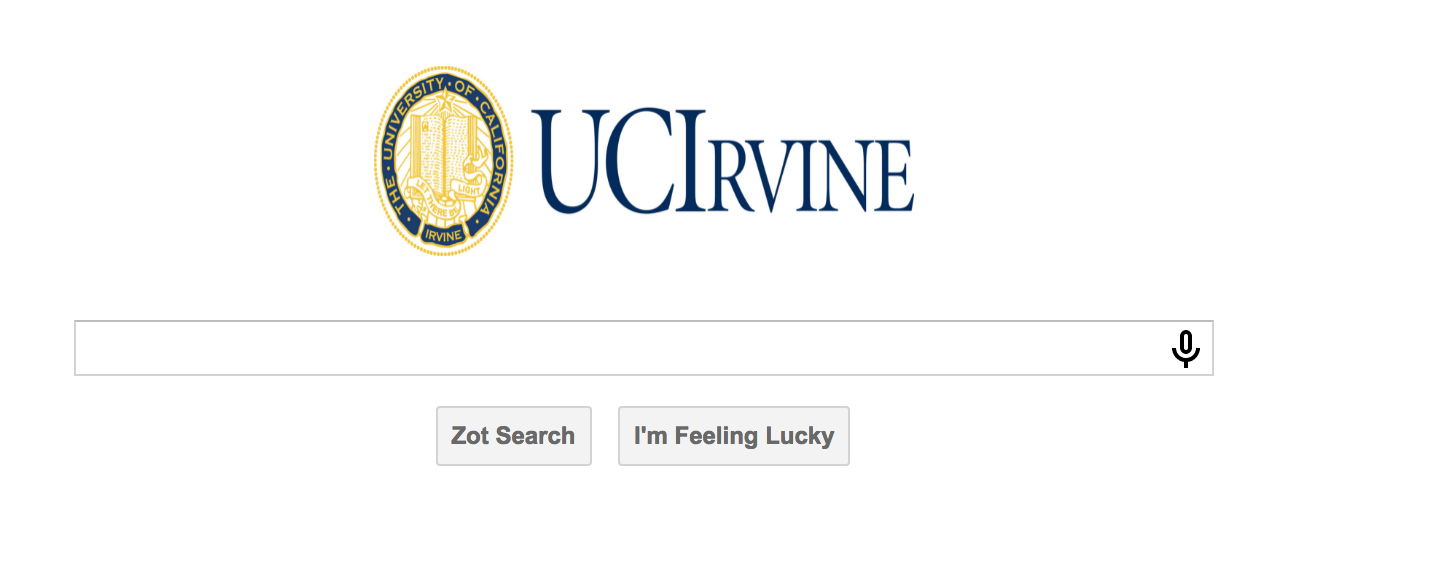 THE · UNIVERSITY · OF · CALIFORNIA ·
LET THERE BE LIGHT
IRVINE
UCIRVINE
Zot Search
I'm Feeling Lucky